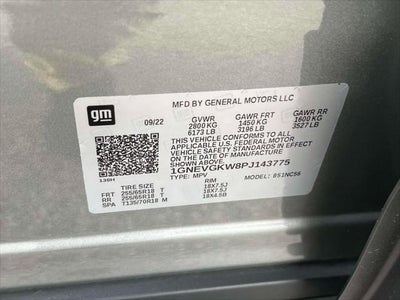 MFD BY GENERAL MOTORS LLC
gm 09/22 GVWR GAWR FRT GAWR RR
2800 KG 1450 KG 1600 KG
6173 LB 3196 LB 3527 LB
THIS VEHICLE CONFORMS TO ALL
APPLICABLE U.S. FEDERAL MOTOR
VEHICLE SAFETY STANDARDS IN EFFECT
ON THE DATE OF MANUFACTURE SHOWN ABOVE.
1GNEVGKW8PJ143775
TYPE: MPV MODEL:
TIRE SIZE RIM
FRT 255/65R18 T 18X7.5J
RR 255/65R18 T 18X7.5J
SPA T135/70R18 M 18X4.5B